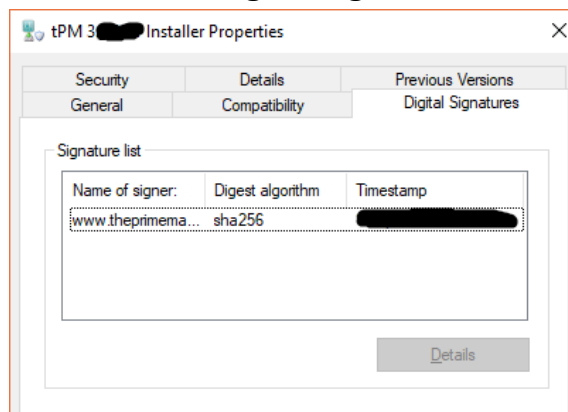 tPM 3 Installer Properties
Security Details Previous Versions
General Compatibility Digital Signatures
Signature list
Name of signer: Digest algorithm Timestamp
www.theprimema... sha256
Details